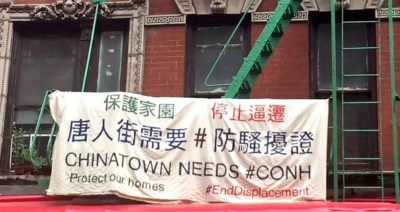 保護家園 停止逼遷
唐人街需要#防騷擾證
CHINATOWN NEEDS #CONH
Protect our homes #EndDisplacement